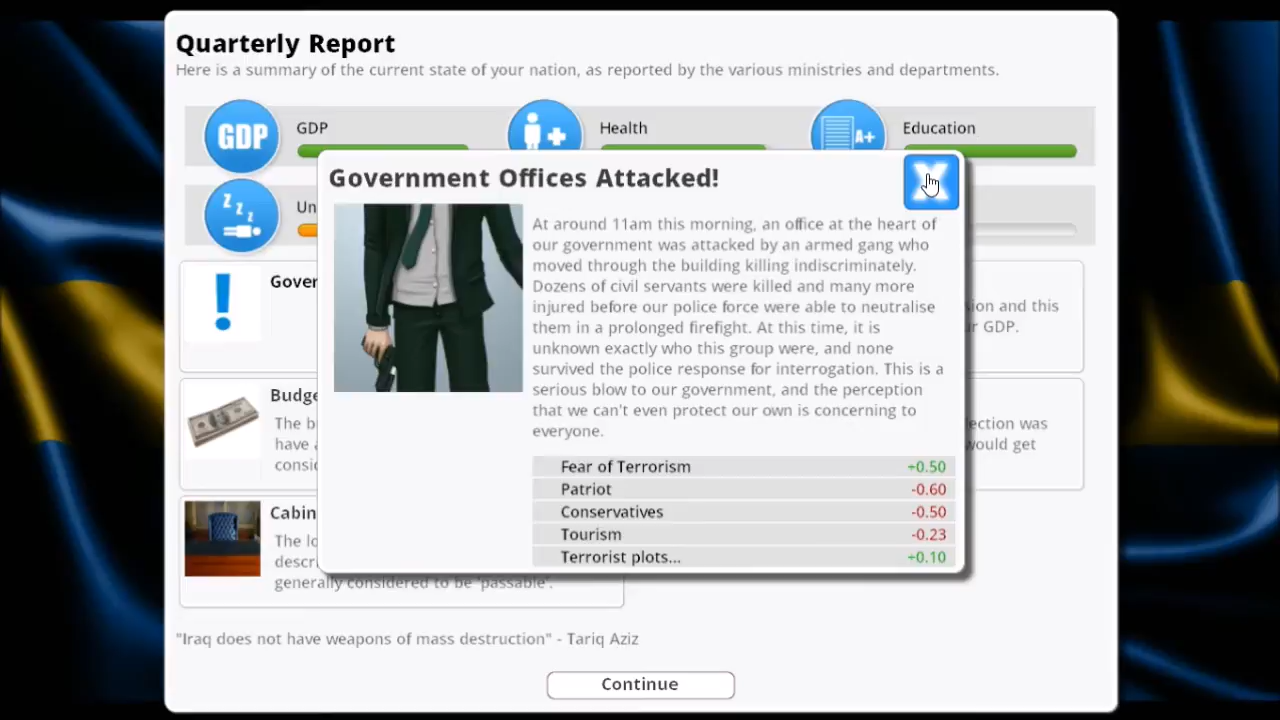 Quarterly Report
Here is a summary of the current state of your nation, as reported by the various ministries and departments.
GDP
GDP
Health
A+
Education
Government Offices Attacked!
X
z z z
Un
At around 11am this morning, an office at the heart of
our government was attacked by an armed gang who
moved through the building killing indiscriminately.
Dozens of civil servants were killed and many more
injured before our police force were able to neutralise
them in a prolonged firefight. At this time, it is
unknown exactly who this group were, and none
survived the police response for interrogation. This is a
serious blow to our government, and the perception
that we can't even protect our own is concerning to
everyone.
Fear of Terrorism +0.50
Patriot -0.60
Conservatives -0.50
Tourism -0.23
Terrorist plots... +0.10
!
Gover
ion and this
r GDP.
Budge
The b
have a
consid
lection was
would get
Cabin
The lo
descri
generally considered to be 'passable'.
"Iraq does not have weapons of mass destruction" - Tariq Aziz
Continue